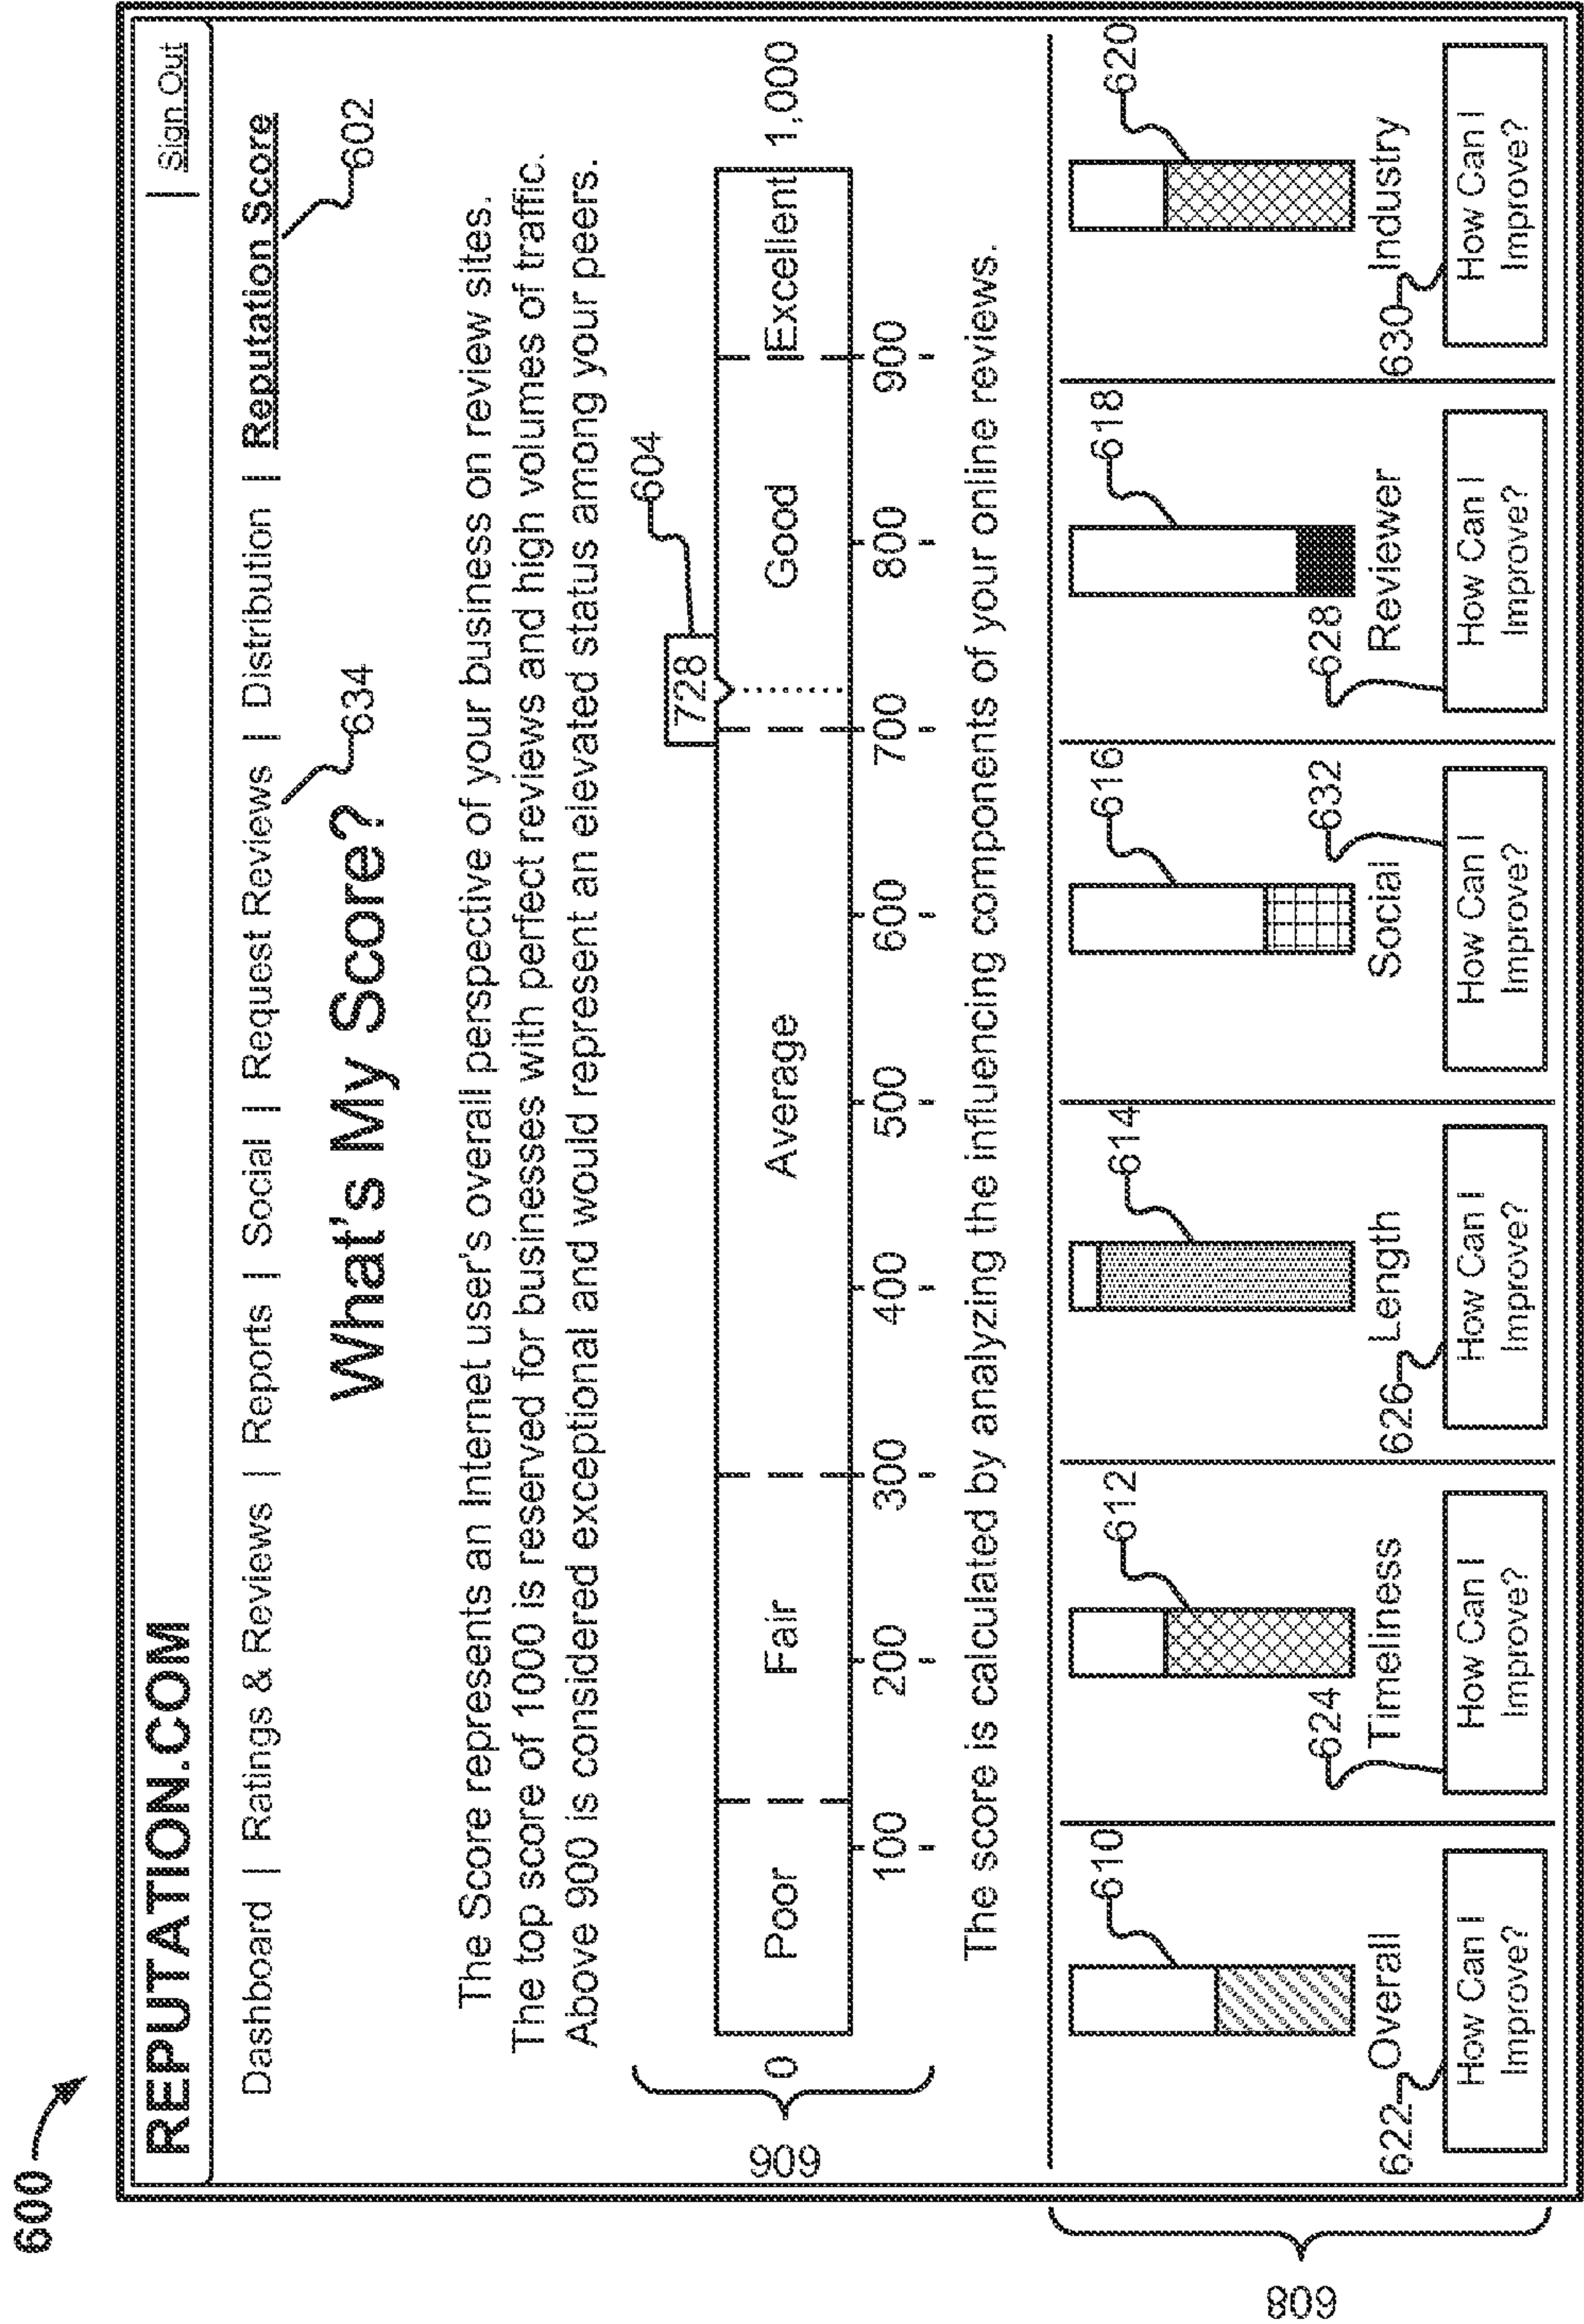 600
REPUTATION.COM | Sign Out
Dashboard | Ratings & Reviews | Reports | Social | Request Reviews | Distribution | Reputation Score
634
602
What's My Score?
The Score represents an Internet user's overall perspective of your business on review sites.
The top score of 1000 is reserved for businesses with perfect reviews and high volumes of traffic.
Above 900 is considered exceptional and would represent an elevated status among your peers.
604
728
606
0 Poor Fair Average Good Excellent 1,000
100 200 300 400 500 600 700 800 900
The score is calculated by analyzing the influencing components of your online reviews.
608
610 612 614 616 618 620
624 632 628
Overall Timeliness Length Social Reviewer Industry
622 626 630
How Can I How Can I How Can I How Can I How Can I How Can I
Improve? Improve? Improve? Improve? Improve? Improve?